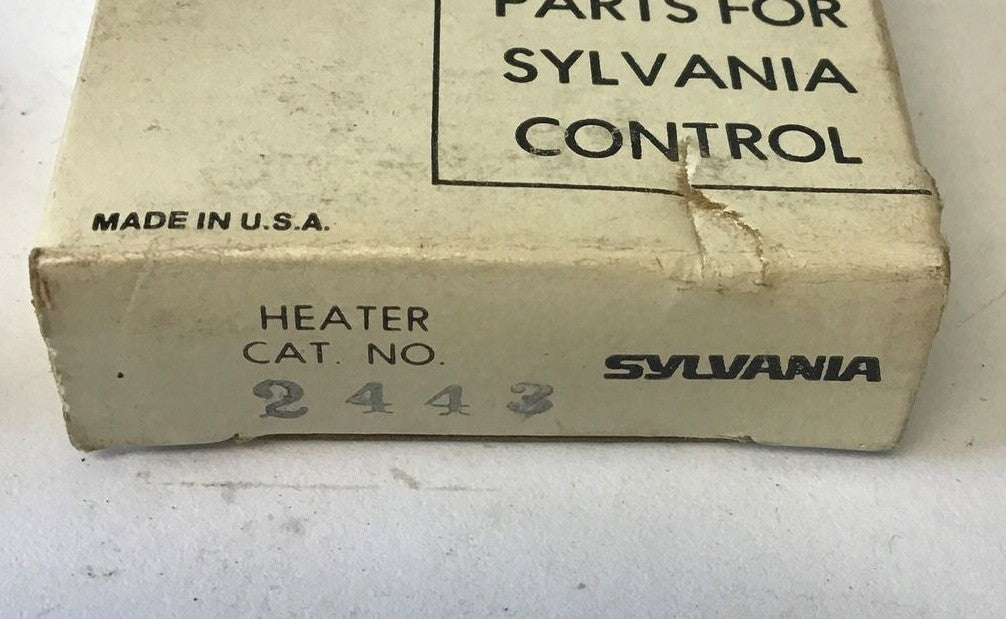 PARTS FOR
SYLVANIA
CONTROL
MADE IN U.S.A.
HEATER
CAT. NO.
2443
SYLVANIA